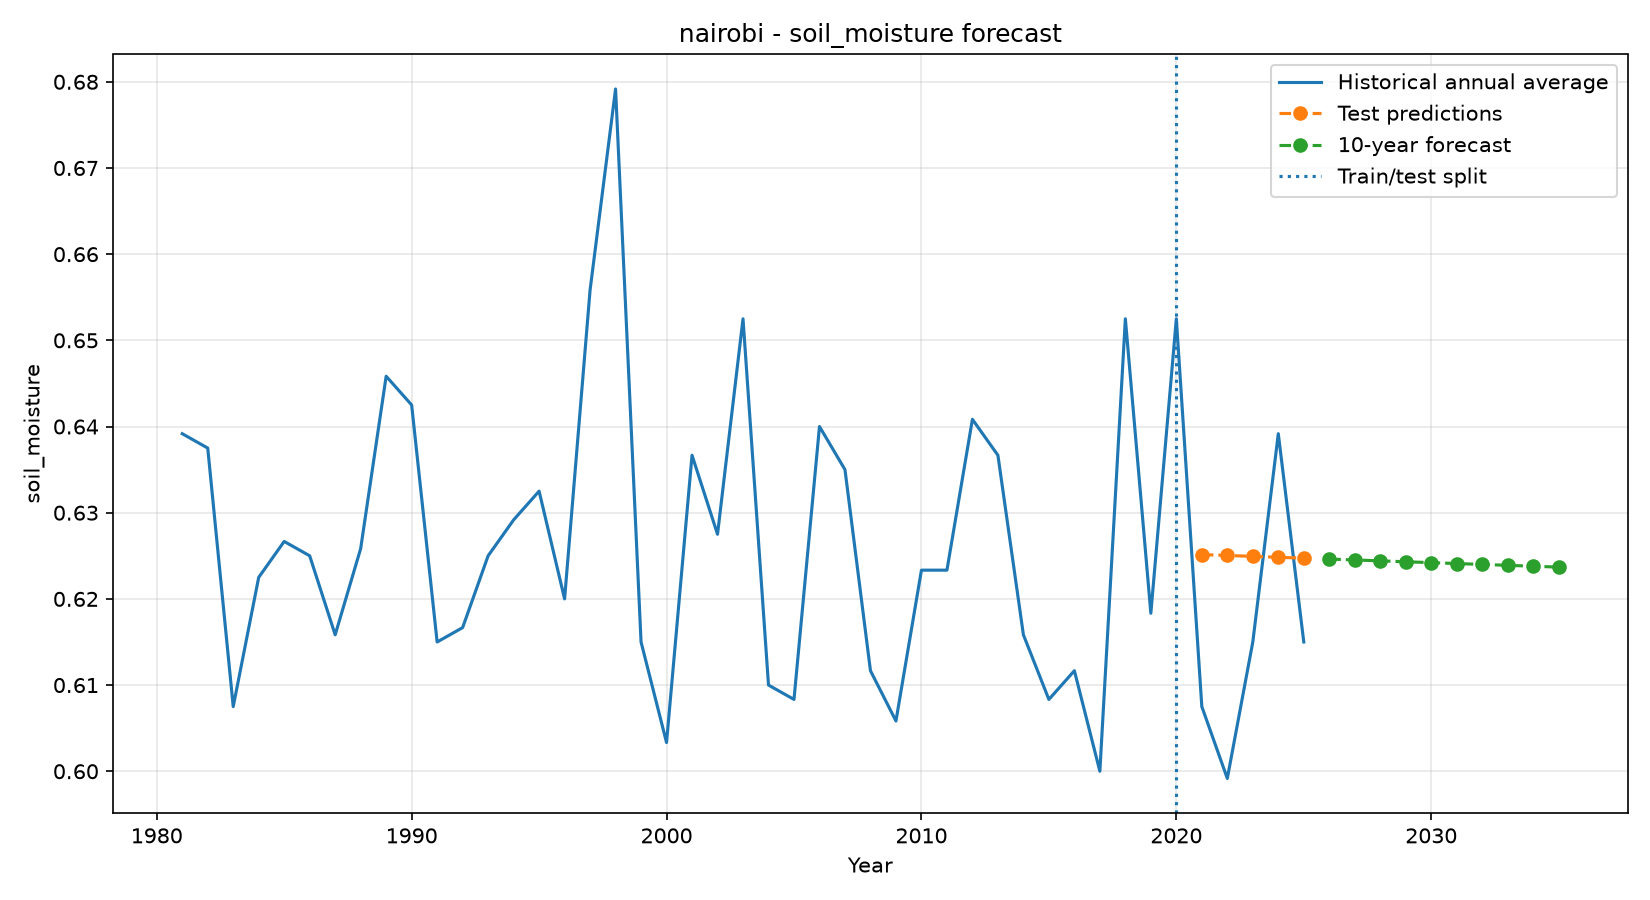 nairobi - soil_moisture forecast
Historical annual average
Test predictions
10-year forecast
Train/test split
soil_moisture
0.68
0.67
0.66
0.65
0.64
0.63
0.62
0.61
0.60
1980 1990 2000 2010 2020 2030
Year